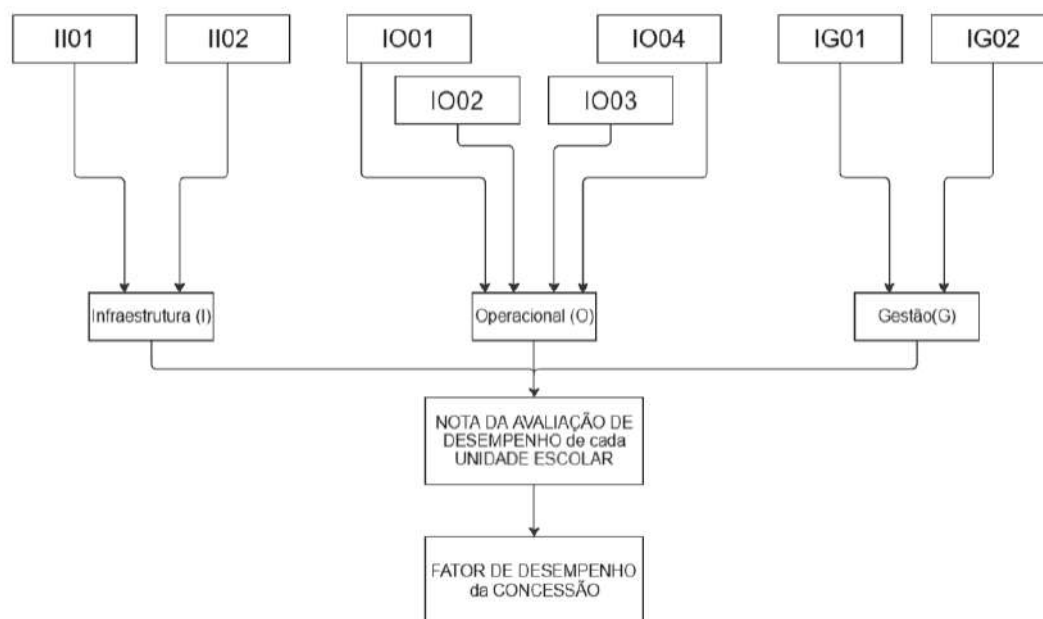 II01
II02
IO01
IO04
IG01
IG02
IO02
IO03
Infraestrutura (I)
Operacional (O)
Gestão(G)
NOTA DA AVALIAÇÃO DE
DESEMPENHO de cada
UNIDADE ESCOLAR
FATOR DE DESEMPENHO
da CONCESSÃO